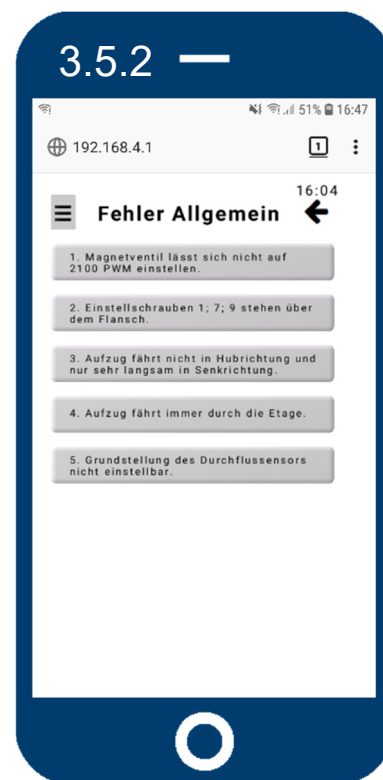 3.5.2
51% 16:47
192.168.4.1
1
16:04
Fehler Allgemein
1. Magnetventil lässt sich nicht auf
2100 PWM einstellen.
2. Einstellschrauben 1; 7; 9 stehen über
dem Flansch.
3. Aufzug fährt nicht in Hubrichtung und
nur sehr langsam in Senkrichtung.
4. Aufzug fährt immer durch die Etage.
5. Grundstellung des Durchflussensors
nicht einstellbar.